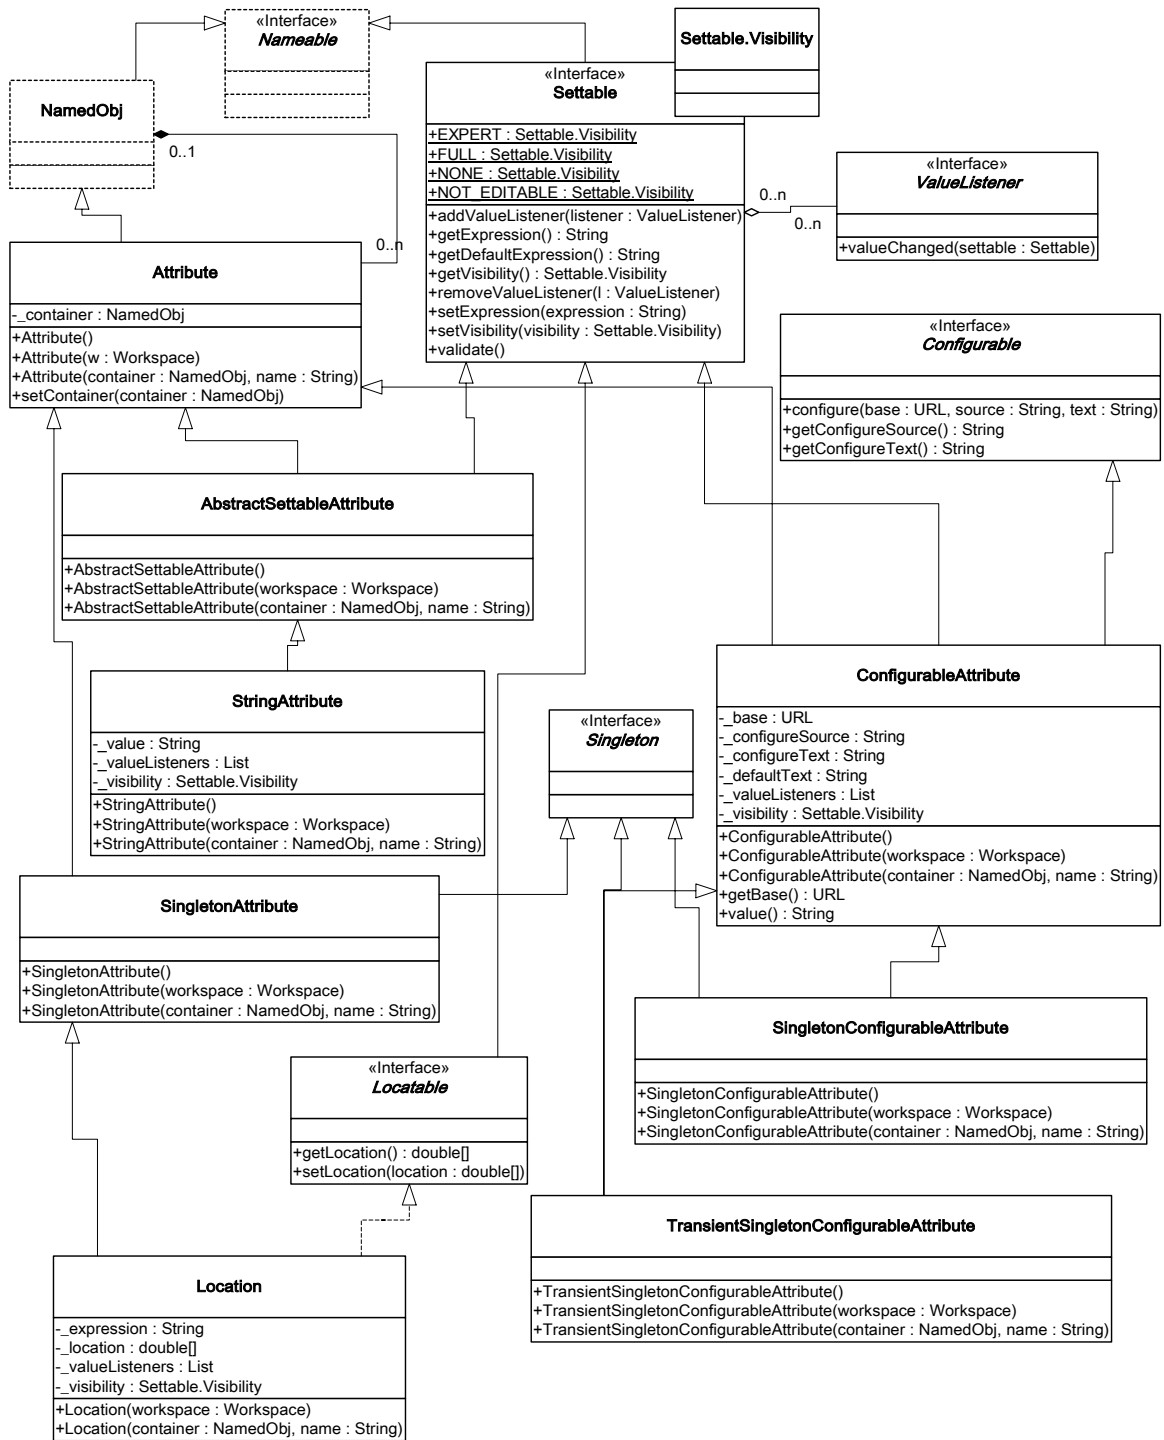 «Interface»
Nameable
Settable.Visibility
NamedObj
0..1
«Interface»
Settable
+EXPERT : Settable.Visibility
+FULL : Settable.Visibility
+NONE : Settable.Visibility
+NOT_EDITABLE : Settable.Visibility
+addValueListener(listener : ValueListener)
+getExpression() : String
+getDefaultExpression() : String
+getVisibility() : Settable.Visibility
+removeValueListener(l : ValueListener)
+setExpression(expression : String)
+setVisibility(visibility : Settable.Visibility)
+validate()
0..n
0..n
«Interface»
ValueListener
+valueChanged(settable : Settable)
0..n
Attribute
-_container : NamedObj
+Attribute()
+Attribute(w : Workspace)
+Attribute(container : NamedObj, name : String)
+setContainer(container : NamedObj)
«Interface»
Configurable
+configure(base : URL, source : String, text : String)
+getConfigureSource() : String
+getConfigureText() : String
AbstractSettableAttribute
+AbstractSettableAttribute()
+AbstractSettableAttribute(workspace : Workspace)
+AbstractSettableAttribute(container : NamedObj, name : String)
StringAttribute
-_value : String
-_valueListeners : List
-_visibility : Settable.Visibility
+StringAttribute()
+StringAttribute(workspace : Workspace)
+StringAttribute(container : NamedObj, name : String)
«Interface»
Singleton
ConfigurableAttribute
-_base : URL
-_configureSource : String
-_configureText : String
-_defaultText : String
-_valueListeners : List
-_visibility : Settable.Visibility
+ConfigurableAttribute()
+ConfigurableAttribute(workspace : Workspace)
+ConfigurableAttribute(container : NamedObj, name : String)
+getBase() : URL
+value() : String
SingletonAttribute
+SingletonAttribute()
+SingletonAttribute(workspace : Workspace)
+SingletonAttribute(container : NamedObj, name : String)
SingletonConfigurableAttribute
+SingletonConfigurableAttribute()
+SingletonConfigurableAttribute(workspace : Workspace)
+SingletonConfigurableAttribute(container : NamedObj, name : String)
«Interface»
Locatable
+getLocation() : double[]
+setLocation(location : double[])
TransientSingletonConfigurableAttribute
+TransientSingletonConfigurableAttribute()
+TransientSingletonConfigurableAttribute(workspace : Workspace)
+TransientSingletonConfigurableAttribute(container : NamedObj, name : String)
Location
-_expression : String
-_location : double[]
-_valueListeners : List
-_visibility : Settable.Visibility
+Location(workspace : Workspace)
+Location(container : NamedObj, name : String)